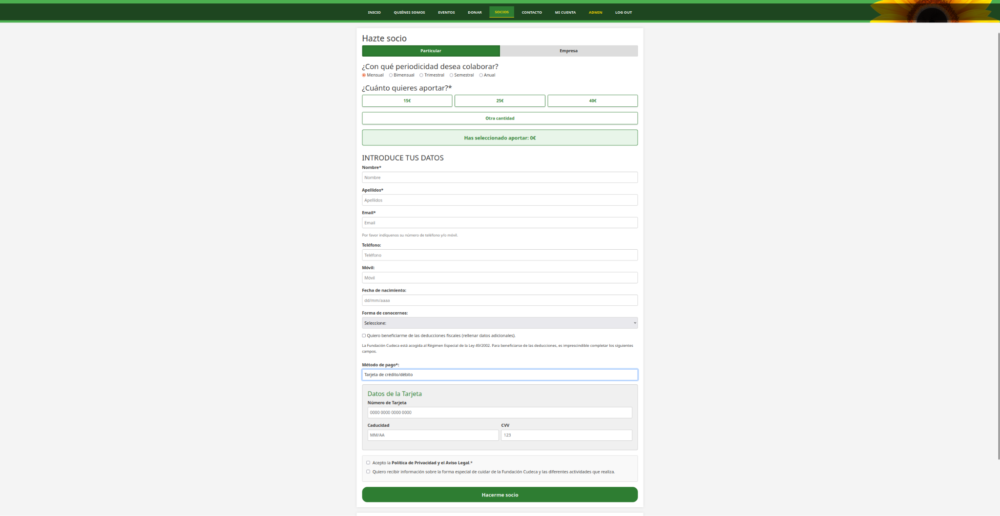 INICIO QUIÉNES SOMOS EVENTOS DONAR SOCIOS CONTACTO MI CUENTA ADMIN LOG OUT
Hazte socio
Particular Empresa
¿Con qué periodicidad desea colaborar?
Mensual Bimensual Trimestral Semestral Anual
¿Cuánto quieres aportar?*
15€ 25€ 40€
Otra cantidad
Has seleccionado aportar: 0€
INTRODUCE TUS DATOS
Nombre*
Nombre
Apellidos*
Apellidos
Email*
Email
Por favor indíquenos su número de teléfono y/o móvil.
Teléfono:
Teléfono
Móvil:
Móvil
Fecha de nacimiento:
dd/mm/aaaa
Forma de conocernos:
Seleccione:
Quiero beneficiarme de las deducciones fiscales (rellenar datos adicionales).
La Fundación Cudeca está acogida al Régimen Especial de la Ley 49/2002. Para beneficiarse de las deducciones, es imprescindible completar los siguientes
campos.
Método de pago*:
Tarjeta de crédito/débito
Datos de la Tarjeta
Número de Tarjeta
0000 0000 0000 0000
Caducidad CVV
MM/AA 123
Acepto la Política de Privacidad y el Aviso Legal.*
Quiero recibir información sobre la forma especial de cuidar de la Fundación Cudeca y las diferentes actividades que realiza.
Hacerme socio